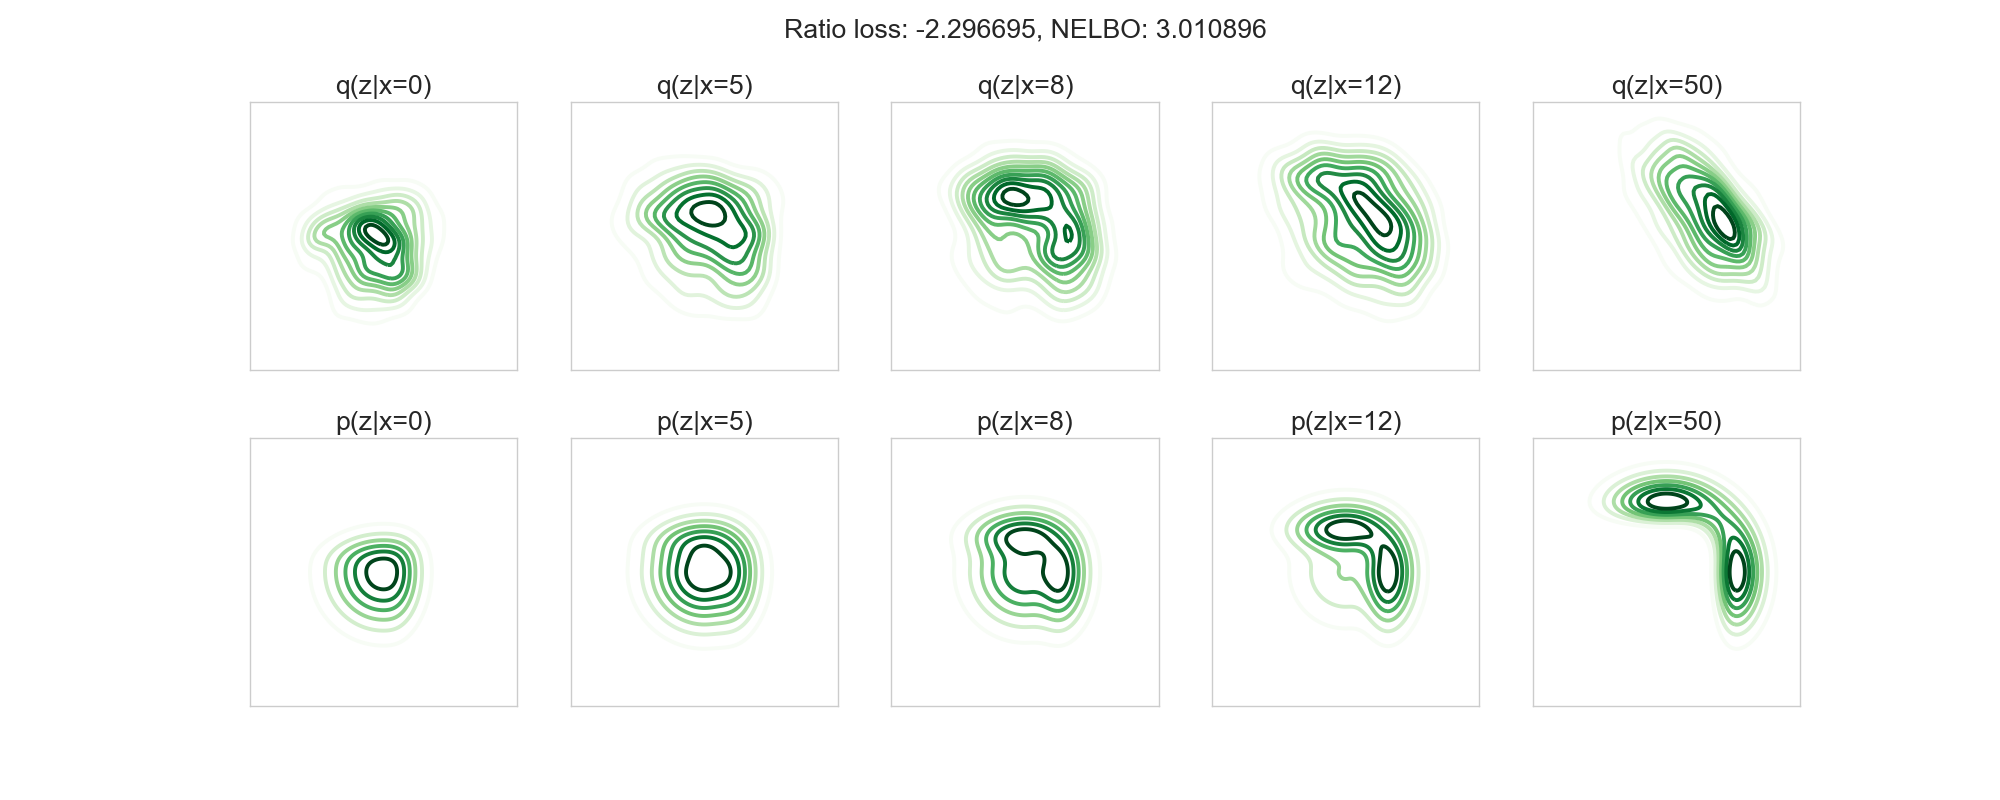 Ratio loss: -2.296695, NELBO: 3.010896
q(z|x=0) q(z|x=5) q(z|x=8) q(z|x=12) q(z|x=50)
p(z|x=0) p(z|x=5) p(z|x=8) p(z|x=12) p(z|x=50)